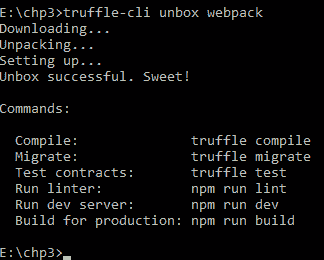 E:\chp3>truffle-cli unbox webpack
Downloading...
Unpacking...
Setting up...
Unbox successful. Sweet!
Commands:
Compile: truffle compile
Migrate: truffle migrate
Test contracts: truffle test
Run linter: npm run lint
Run dev server: npm run dev
Build for production: npm run build
E:\chp3>